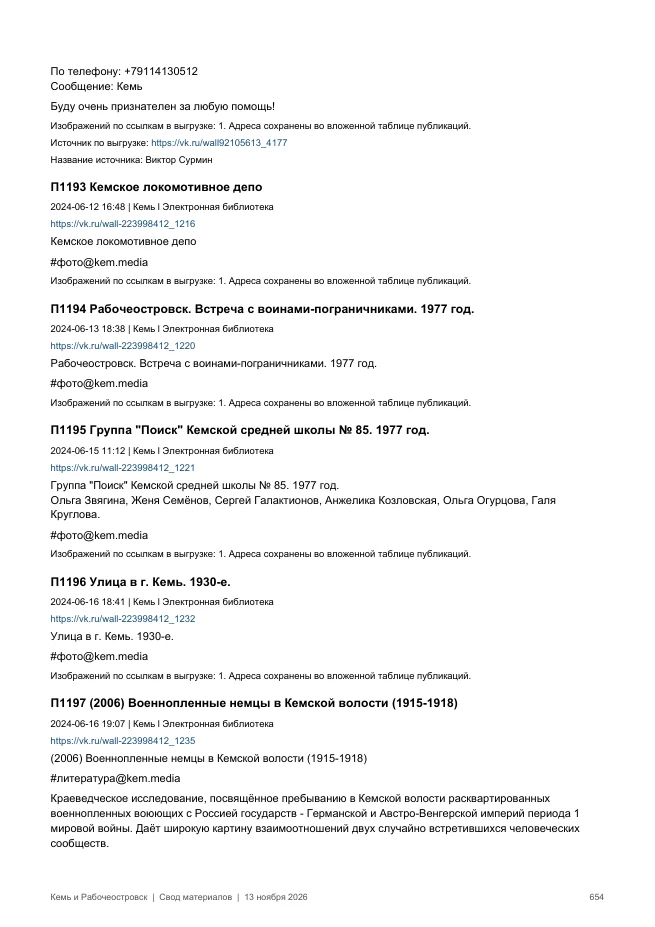 По телефону: +79114130512
Сообщение: Кемь
Буду очень признателен за любую помощь!
Изображений по ссылкам в выгрузке: 1. Адреса сохранены во вложенной таблице публикаций.
Источник по выгрузке: https://vk.ru/wall92105613_4177
Название источника: Виктор Сурмин
П1193 Кемское локомотивное депо
2024-06-12 16:48 | Кемь I Электронная библиотека
https://vk.ru/wall-223998412_1216
Кемское локомотивное депо
#фото@kem.media
Изображений по ссылкам в выгрузке: 1. Адреса сохранены во вложенной таблице публикаций.
П1194 Рабочеостровск. Встреча с воинами-пограничниками. 1977 год.
2024-06-13 18:38 | Кемь I Электронная библиотека
https://vk.ru/wall-223998412_1220
Рабочеостровск. Встреча с воинами-пограничниками. 1977 год.
#фото@kem.media
Изображений по ссылкам в выгрузке: 1. Адреса сохранены во вложенной таблице публикаций.
П1195 Группа "Поиск" Кемской средней школы № 85. 1977 год.
2024-06-15 11:12 | Кемь I Электронная библиотека
https://vk.ru/wall-223998412_1221
Группа "Поиск" Кемской средней школы № 85. 1977 год.
Ольга Звягина, Женя Семёнов, Сергей Галактионов, Анжелика Козловская, Ольга Огурцова, Галя
Круглова.
#фото@kem.media
Изображений по ссылкам в выгрузке: 1. Адреса сохранены во вложенной таблице публикаций.
П1196 Улица в г. Кемь. 1930-е.
2024-06-16 18:41 | Кемь I Электронная библиотека
https://vk.ru/wall-223998412_1232
Улица в г. Кемь. 1930-е.
#фото@kem.media
Изображений по ссылкам в выгрузке: 1. Адреса сохранены во вложенной таблице публикаций.
П1197 (2006) Военнопленные немцы в Кемской волости (1915-1918)
2024-06-16 19:07 | Кемь I Электронная библиотека
https://vk.ru/wall-223998412_1235
(2006) Военнопленные немцы в Кемской волости (1915-1918)
#литература@kem.media
Краеведческое исследование, посвящённое пребыванию в Кемской волости расквартированных
военнопленных воюющих с Россией государств - Германской и Австро-Венгерской империй периода 1
мировой войны. Даёт широкую картину взаимоотношений двух случайно встретившихся человеческих
сообществ.
Кемь и Рабочеостровск | Свод материалов | 13 ноября 2026
654